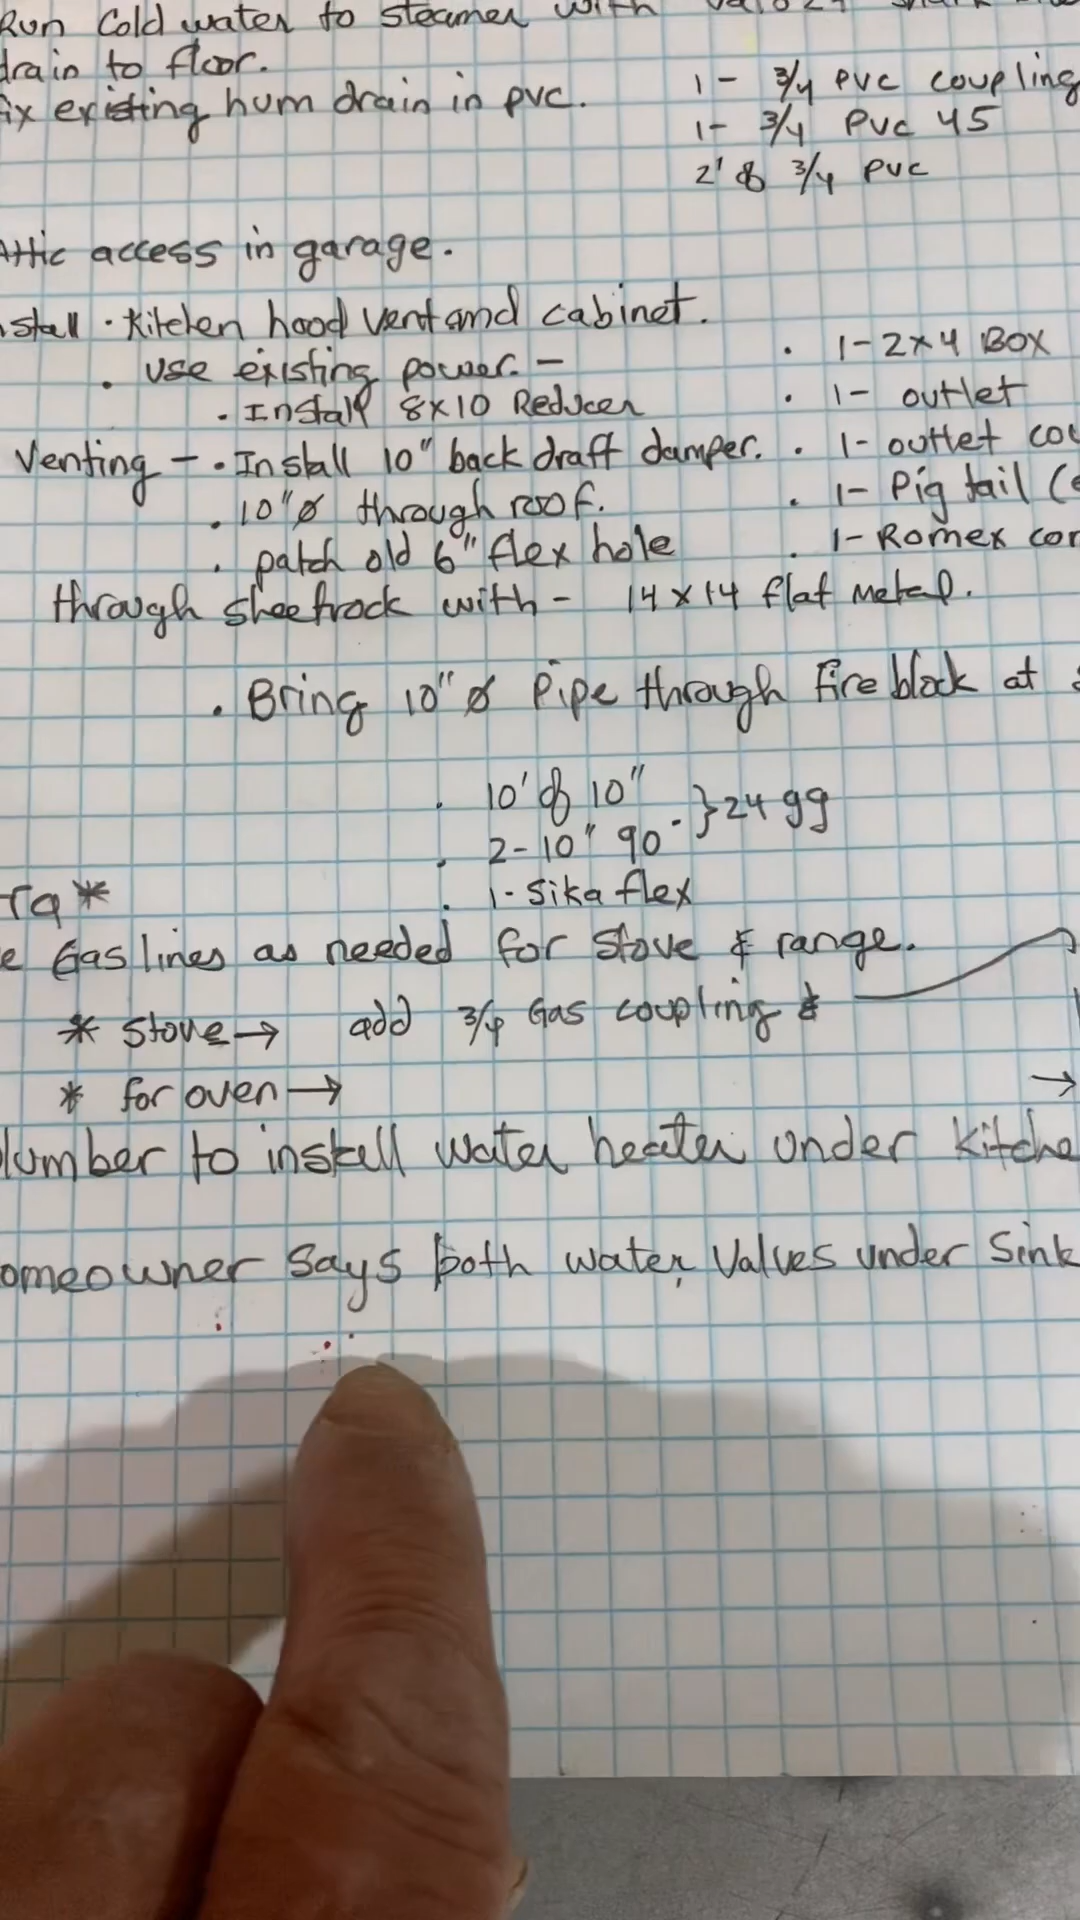 Run Cold water to steamer with
drain to floor.
fix existing hum drain in pvc.
1 - 3/4 PVC coupling
1 - 3/4 PVC 45
2' of 3/4 PVC
Attic access in garage.
install · Kitchen hood vent and cabinet.
· use existing power. -
· Install 8x10 Reducer
· 1-2x4 BOX
· 1- outlet
· 1- outlet
· 1- Pig tail
· 1- Romex
Venting - · Install 10" back draft damper.
· 10"Ø through roof.
· patch old 6" flex hole
through sheetrock with - 14x14 flat metal.
· Bring 10"Ø Pipe through fire block at
· 10' of 10"
· 2-10" 90° } 24 gg
· 1- Sika flex
Gas lines as needed for Stove & range.
* Stove → add 3/4 Gas coupling &
* for oven →
→
Plumber to install water heater under
Homeowner says both water valves under Sink